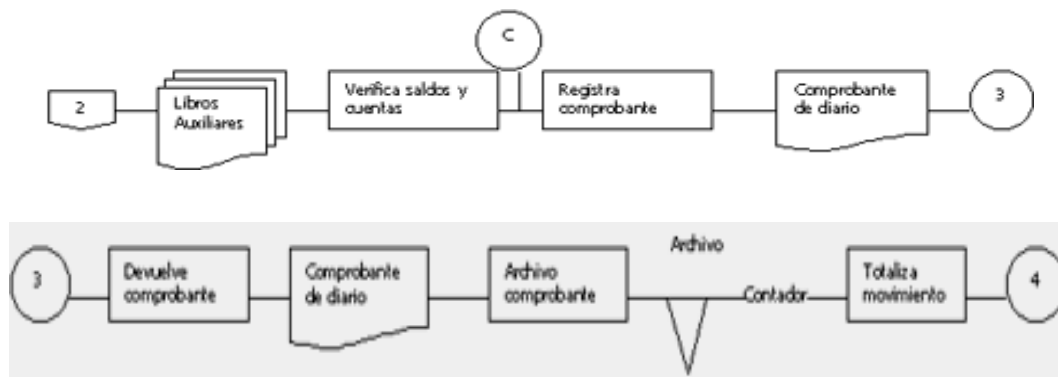 C
2
Libros
Auxiliares
Verifica saldos y
cuentas
Registra
comprobante
Comprobante
de diario
3
3
Devuelve
comprobante
Comprobante
de diario
Archivo
comprobante
Archivo
Contador
Totaliza
movimiento
4